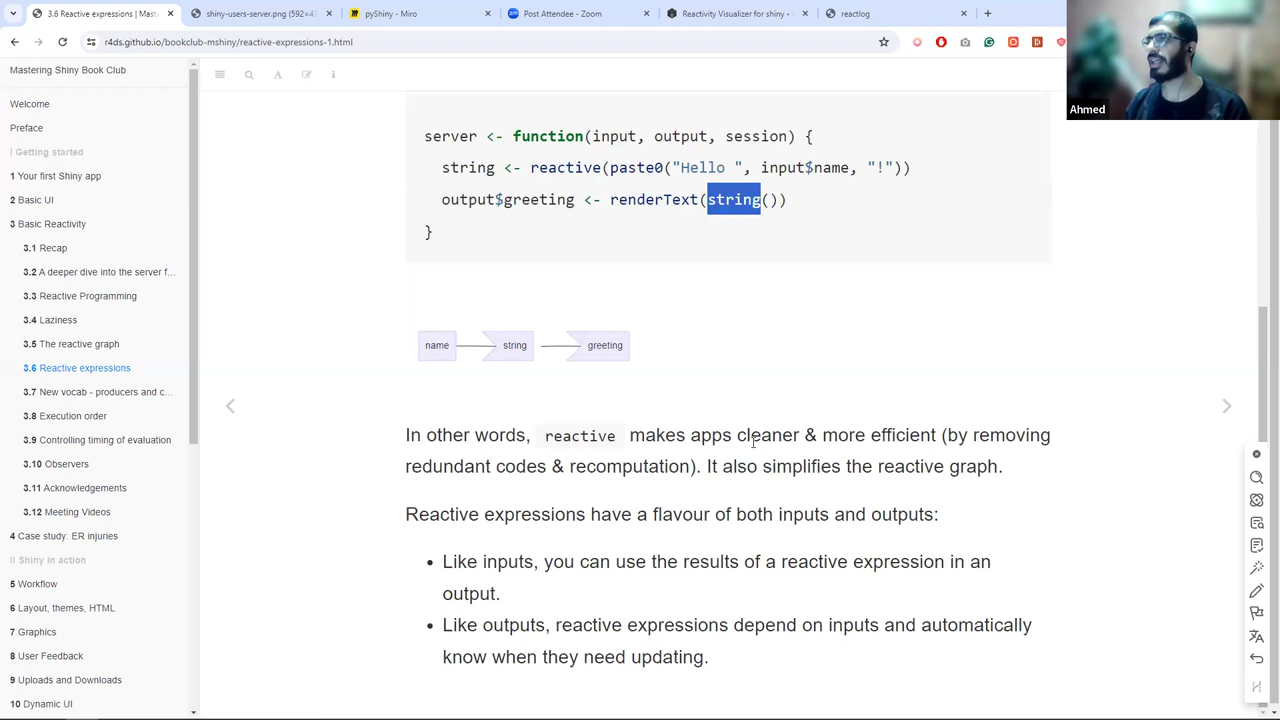 3.6 Reactive expressions | Mast
shiny-users-server.png (592×43
pyShiny - Miro
Post Attendee - Zoom
Reactivity Visualizer for shiny •
reactlog
r4ds.github.io/bookclub-mshiny/reactive-expressions-1.html
Ahmed
Mastering Shiny Book Club
Welcome
Preface
I Getting started
1 Your first Shiny app
2 Basic UI
3 Basic Reactivity
3.1 Recap
3.2 A deeper dive into the server f...
3.3 Reactive Programming
3.4 Laziness
3.5 The reactive graph
3.6 Reactive expressions
3.7 New vocab - producers and c...
3.8 Execution order
3.9 Controlling timing of evaluation
3.10 Observers
3.11 Acknowledgements
3.12 Meeting Videos
4 Case study: ER injuries
II Shiny in action
5 Workflow
6 Layout, themes, HTML
7 Graphics
8 User Feedback
9 Uploads and Downloads
10 Dynamic UI
server <- function(input, output, session) {
string <- reactive(paste0("Hello ", input$name, "!"))
output$greeting <- renderText(string())
}
name
string
greeting
In other words, reactive makes apps cleaner & more efficient (by removing
redundant codes & recomputation). It also simplifies the reactive graph.
Reactive expressions have a flavour of both inputs and outputs:
• Like inputs, you can use the results of a reactive expression in an
output.
• Like outputs, reactive expressions depend on inputs and automatically
know when they need updating.